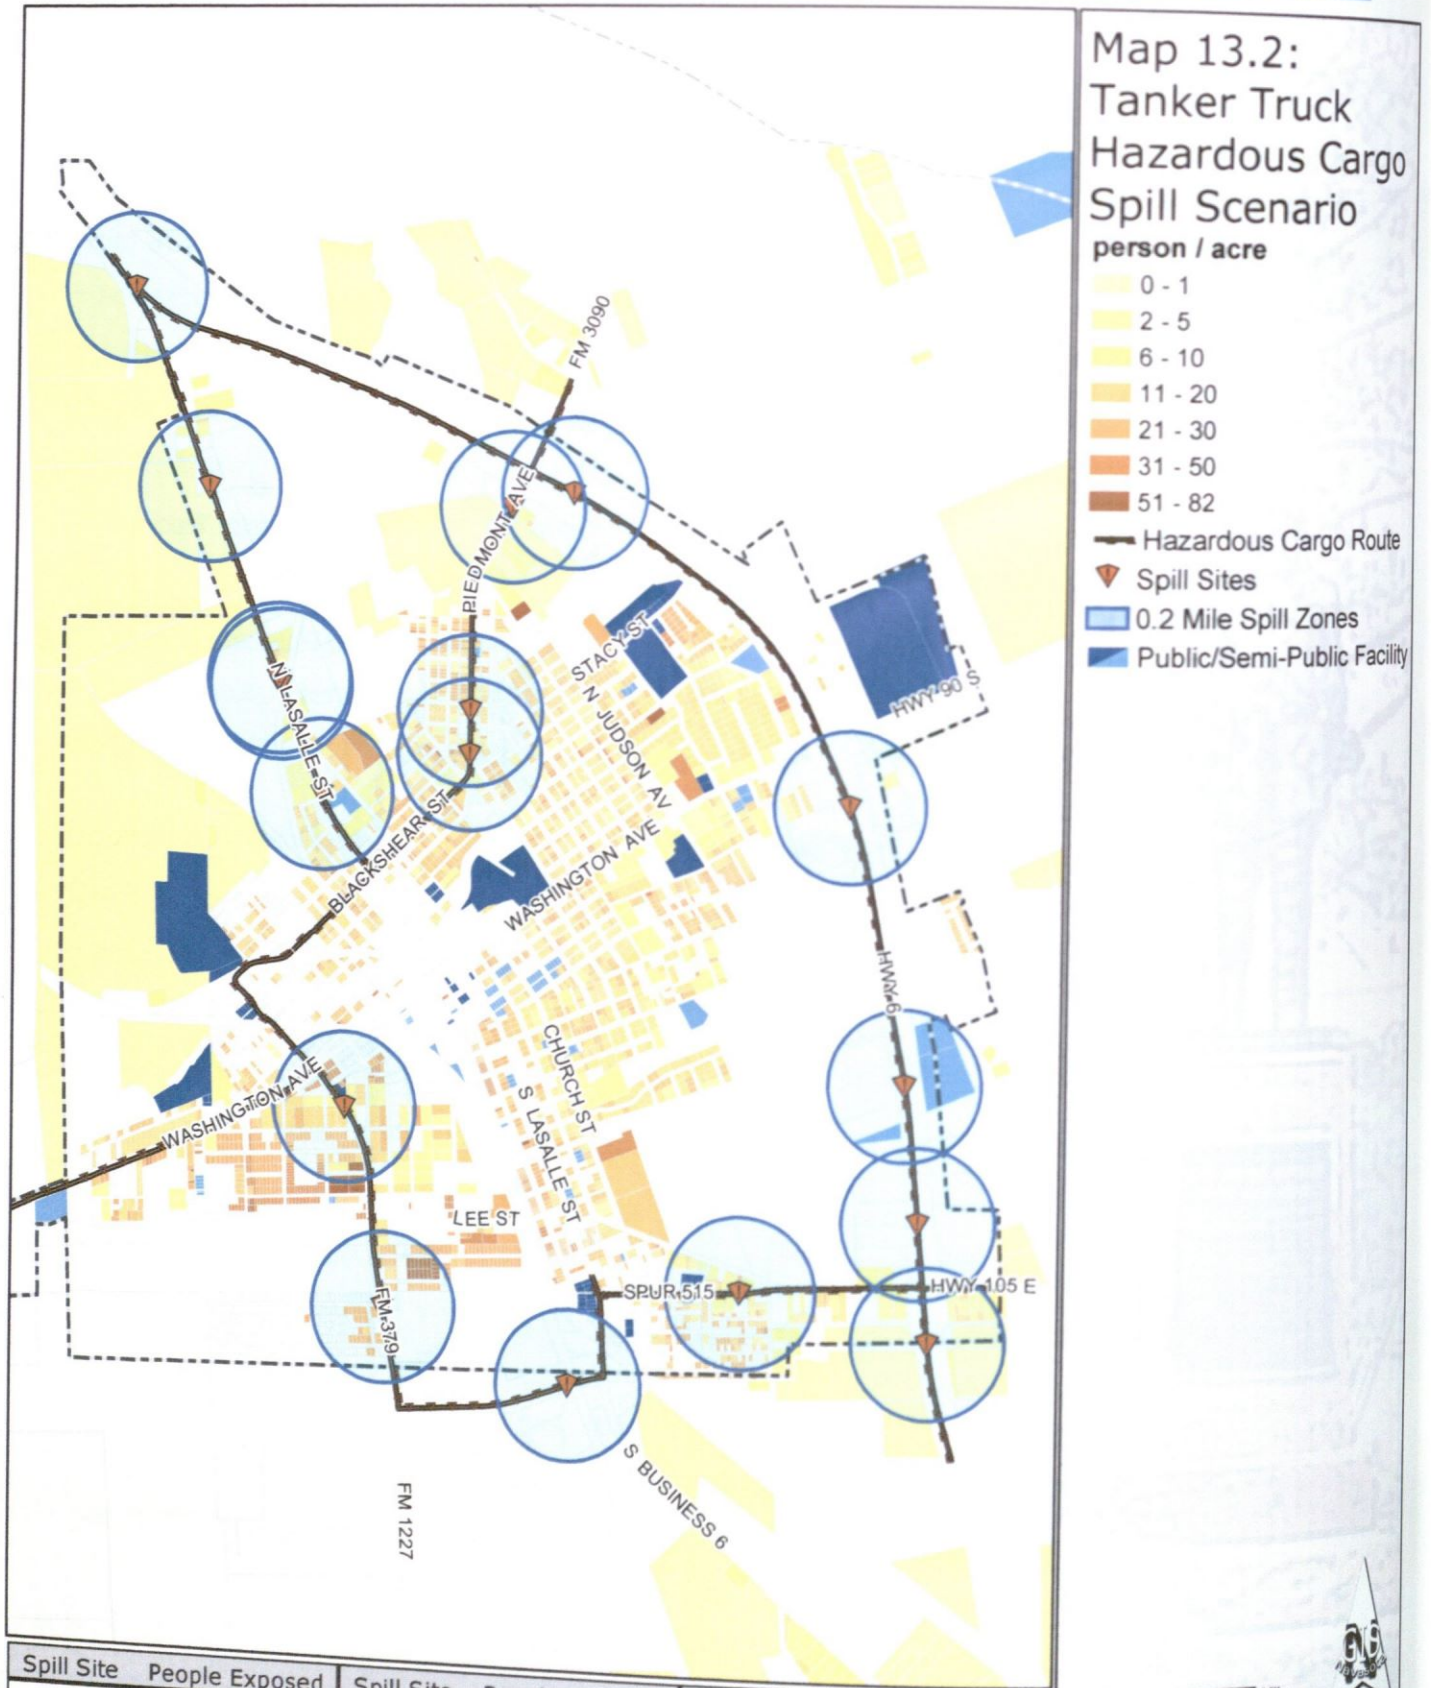 Map 13.2:
Tanker Truck
Hazardous Cargo
Spill Scenario
person / acre
0 - 1
2 - 5
6 - 10
11 - 20
21 - 30
31 - 50
51 - 82
Hazardous Cargo Route
Spill Sites
0.2 Mile Spill Zones
Public/Semi-Public Facility
FM 3090
PIEDMONT AVE
STACY ST
N JUDSON AV
HWY 90 S
N LASALLE ST
BLACKSHEAR ST
WASHINGTON AVE
HWY 6
CHURCH ST
S LASALLE ST
WASHINGTON AVE
LEE ST
SPUR 515
HWY 105 E
FM 379
S BUSINESS 6
FM 1227
Spill Site People Exposed